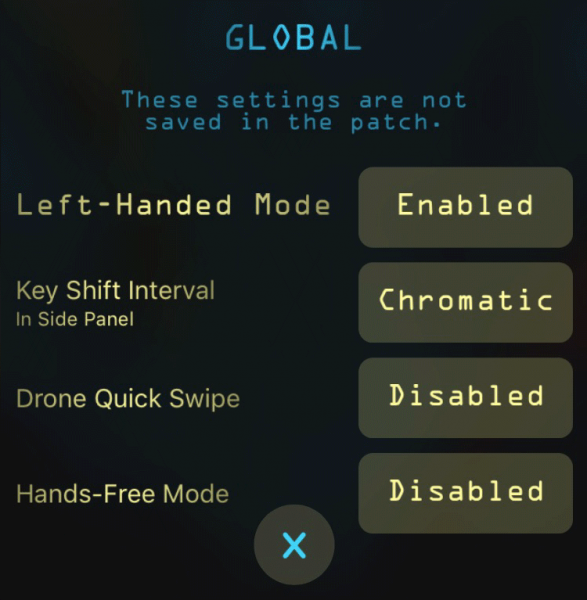 GLOBAL
These settings are not
saved in the patch.
Left-Handed Mode
Enabled
Key Shift Interval
In Side Panel
Chromatic
Drone Quick Swipe
Disabled
Hands-Free Mode
Disabled
X